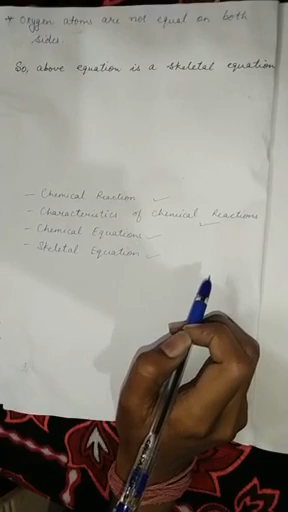 * Oxygen atoms are not equal on both
sides.
So, above equation is a skeletal equation
- Chemical Reaction ✓
- Characteristics of Chemical Reactions ✓
- Chemical Equations ✓
- Skeletal Equation ✓